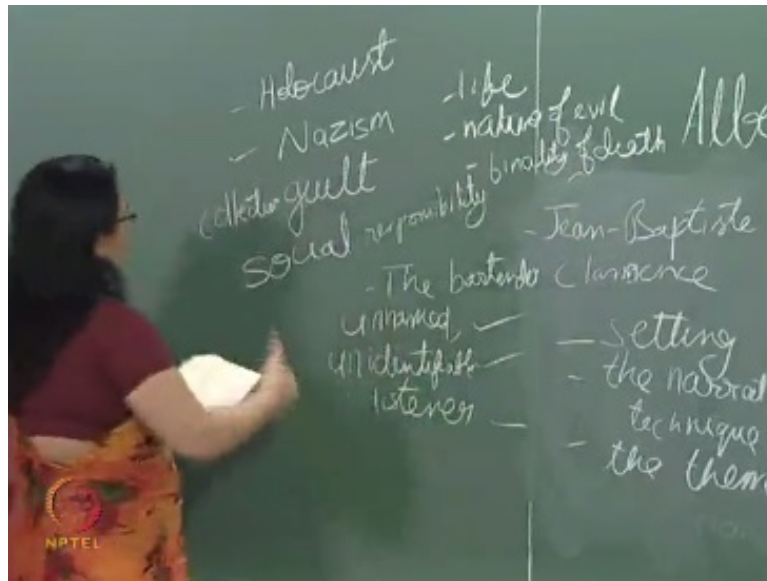 - Holocaust
- Nazism
collective guilt
social responsibility
- life
- nature of evil
- finality of death
Albe
- Jean-Baptiste
Clamence
- The bartender
unnamed,
unidentifiable
listener
- setting
- the narrat
technique
- the them
NPTEL